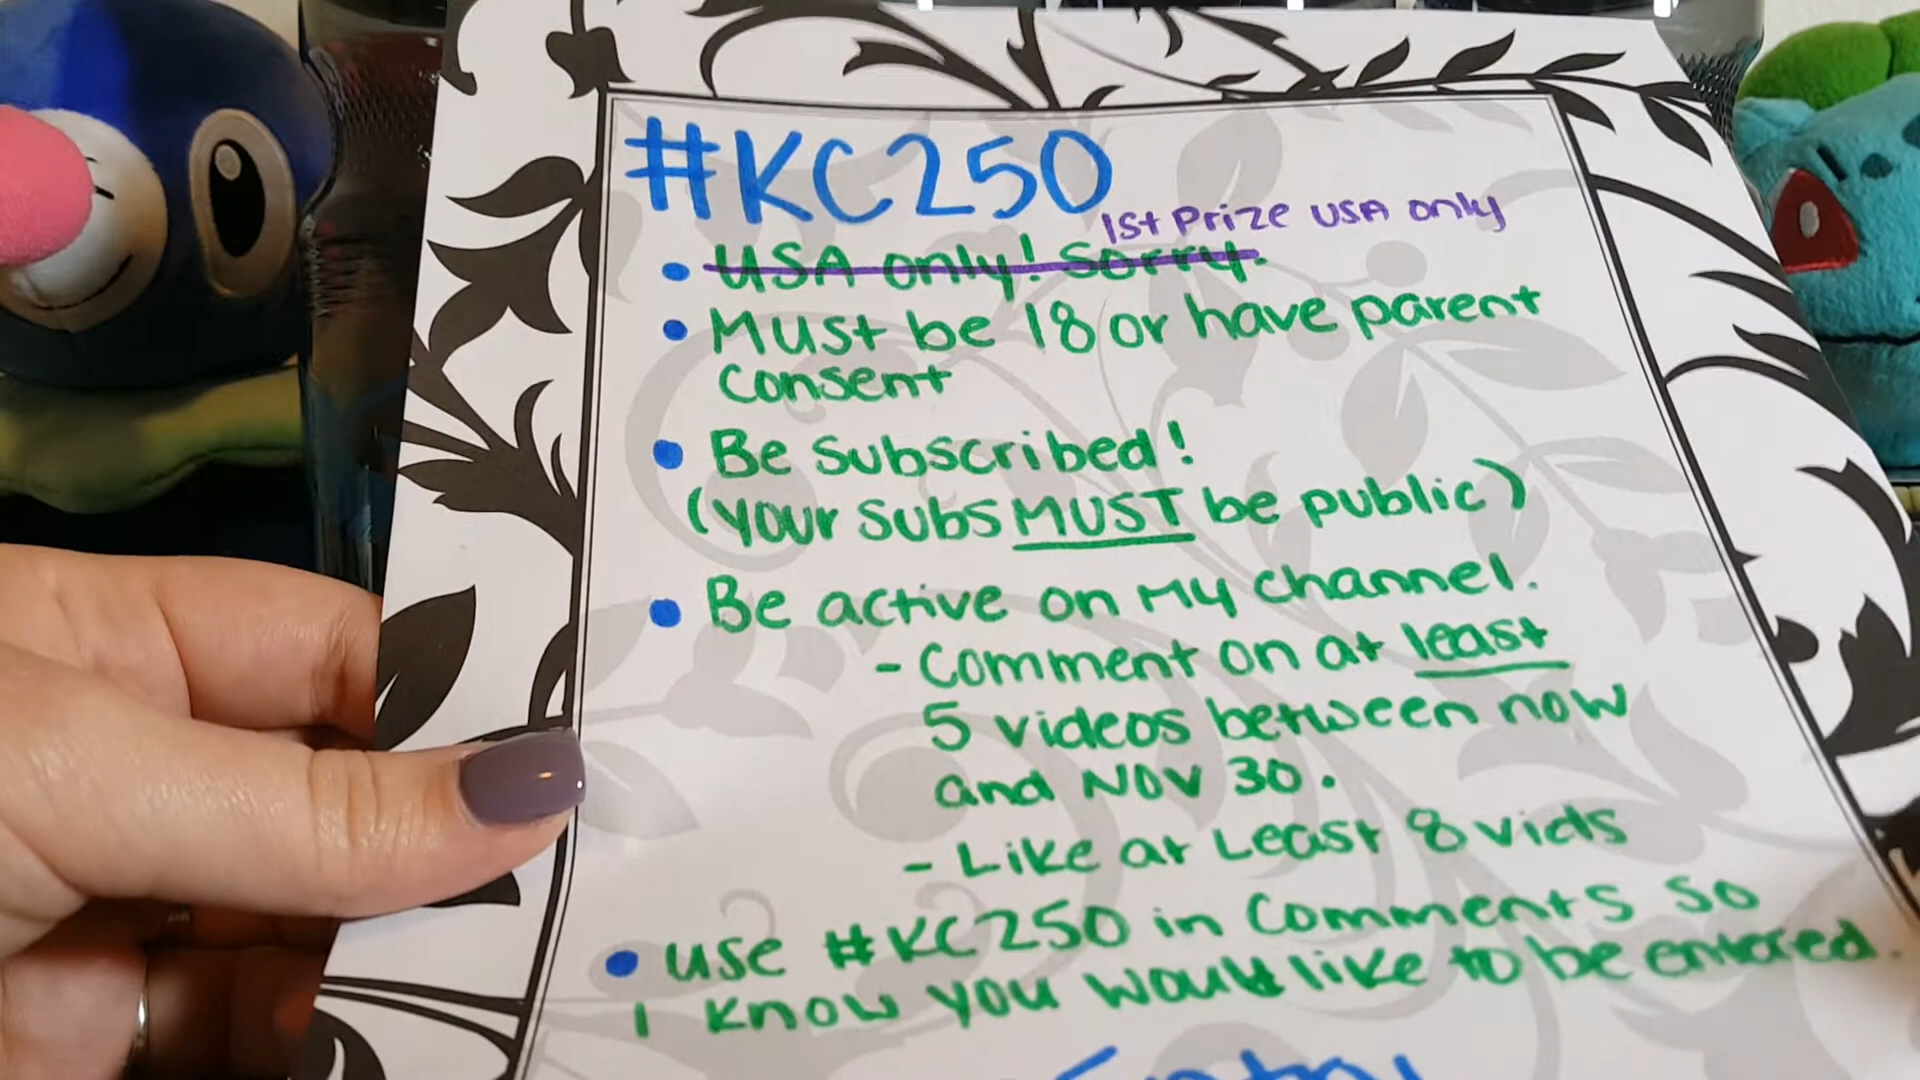 #KC250
1st Prize USA only
• USA only! Sorry.
• Must be 18 or have parent
consent
• Be subscribed!
(your subs MUST be public)
• Be active on my channel.
- Comment on at least
5 videos between now
and Nov 30.
- Like at Least 8 vids
• use #KC250 in comments so
I know you would like to be entered.